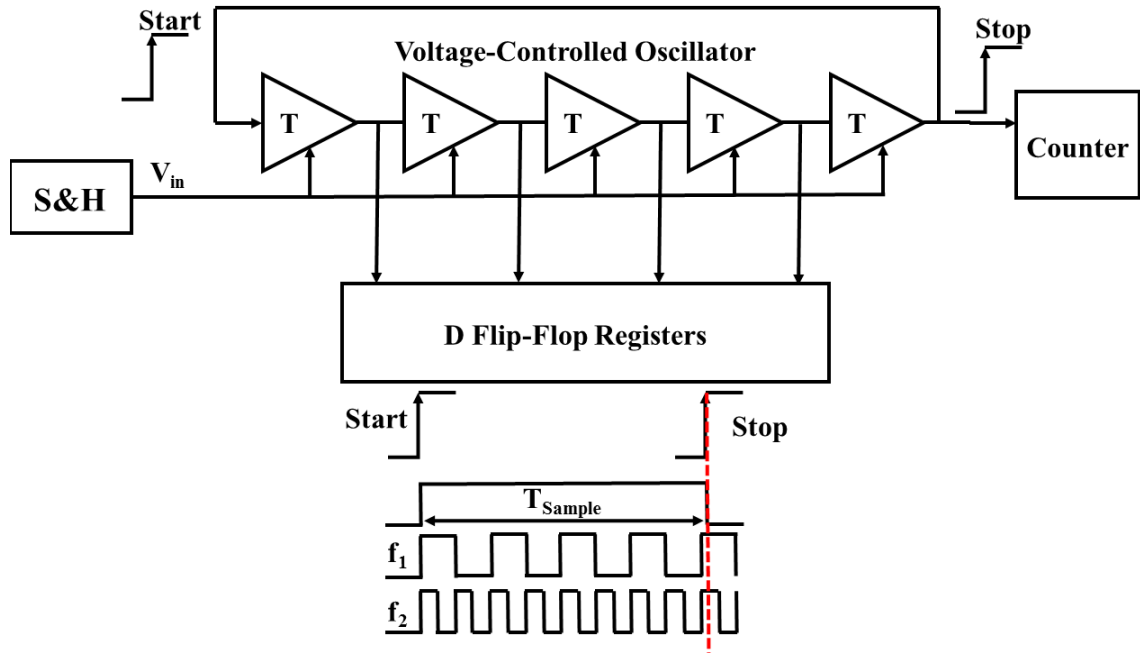 Start
Stop
Voltage-Controlled Oscillator
T T T T T
Counter
Vin
S&H
D Flip-Flop Registers
Start
Stop
TSample
f1
f2